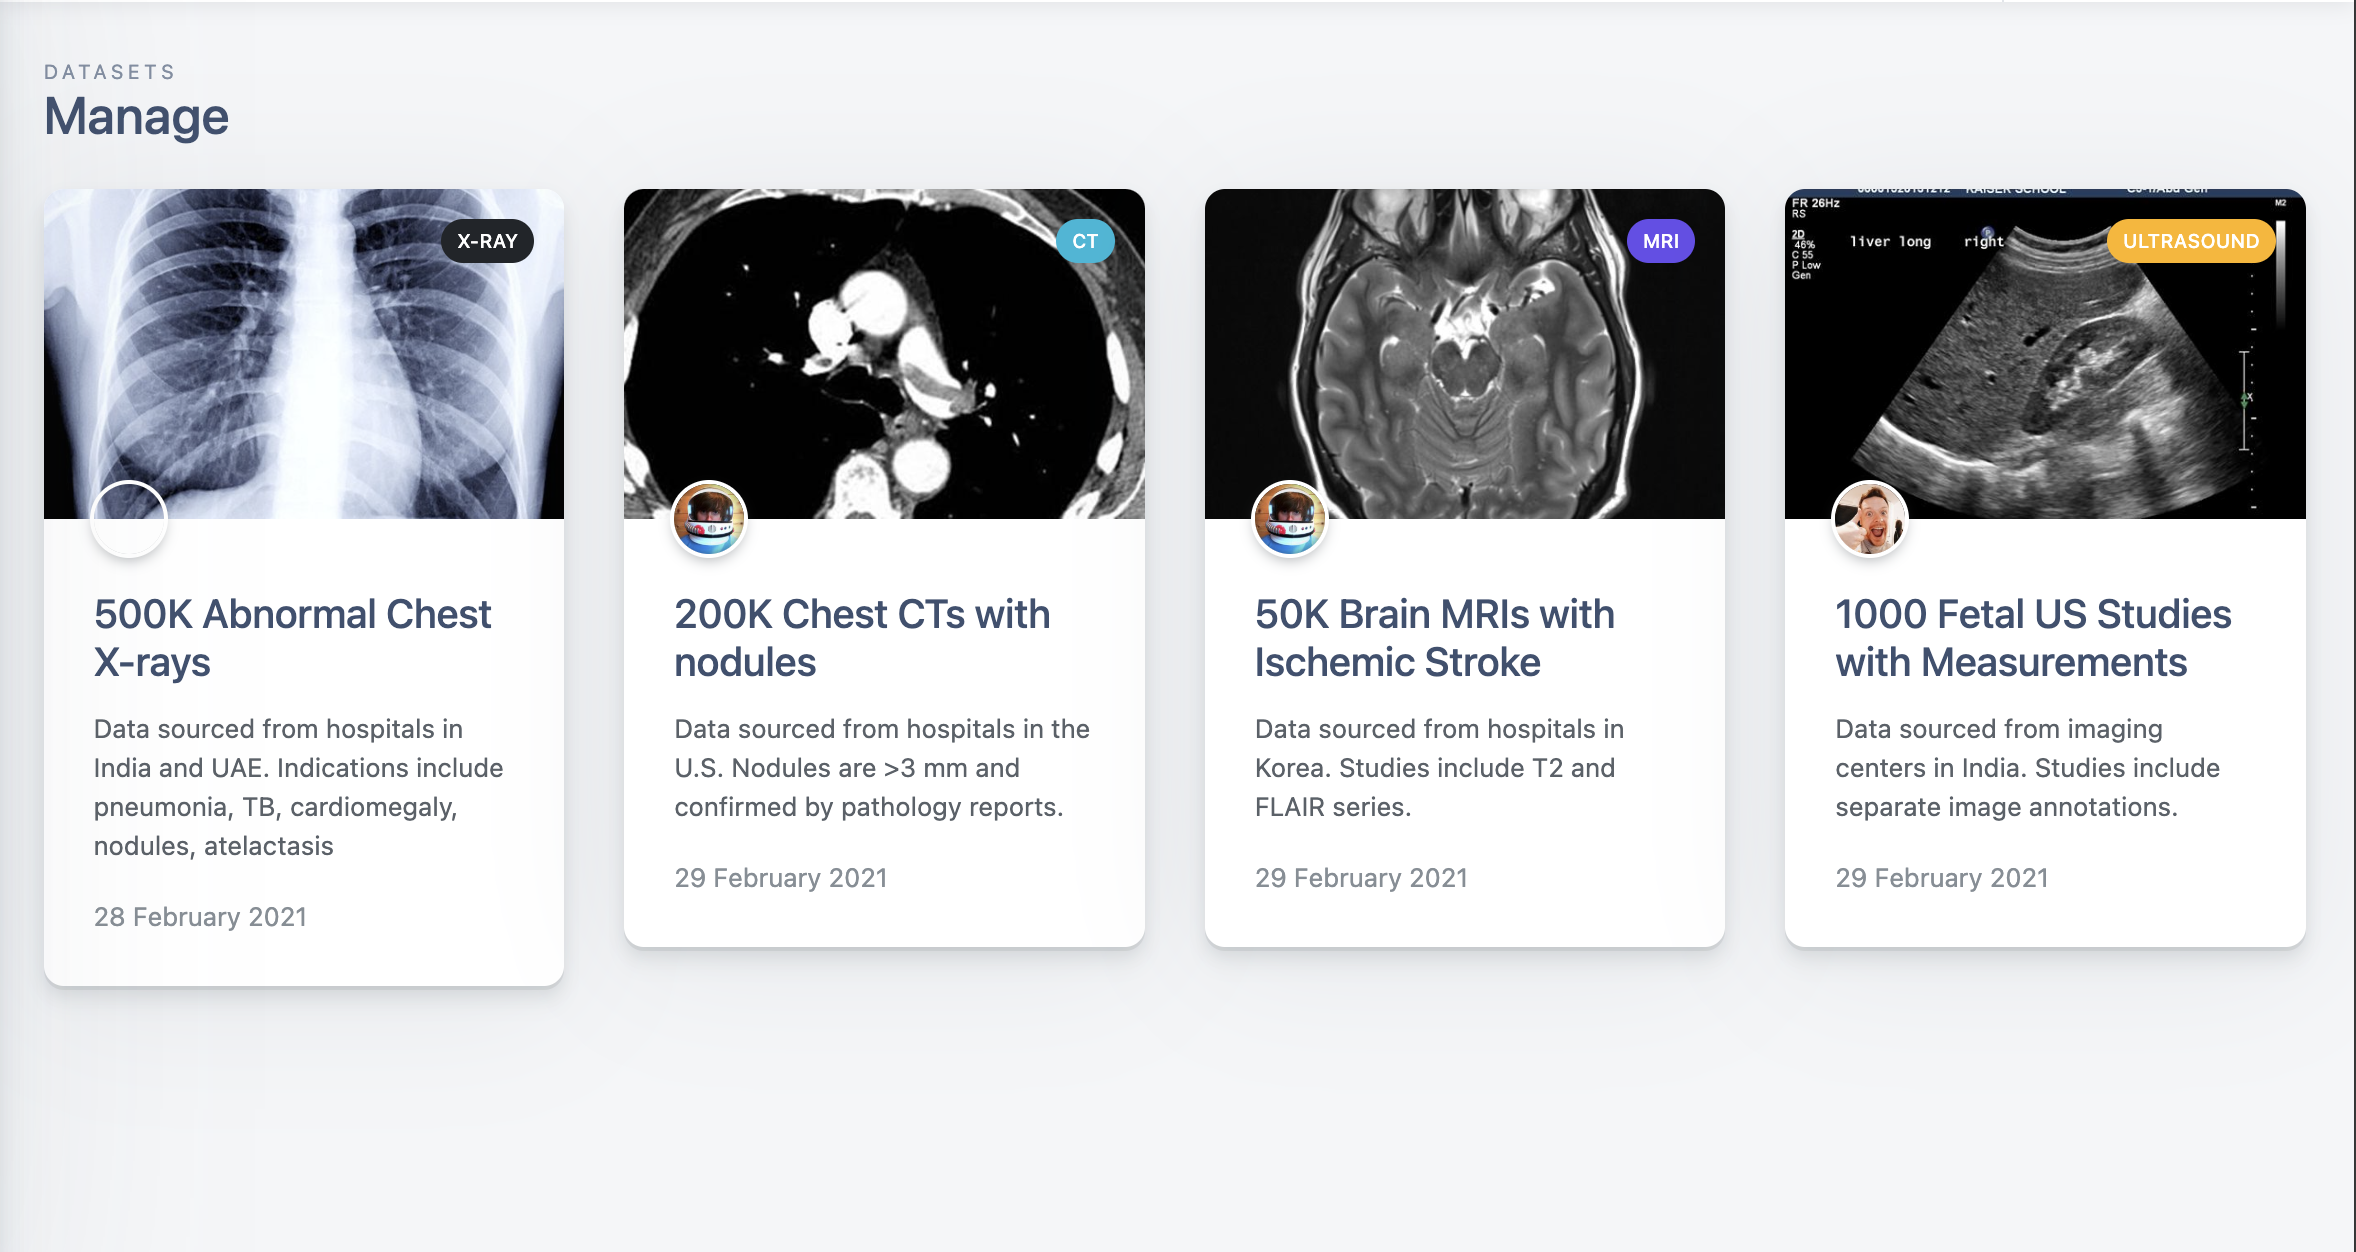 DATASETS
Manage
X-RAY
500K Abnormal Chest
X-rays
Data sourced from hospitals in
India and UAE. Indications include
pneumonia, TB, cardiomegaly,
nodules, atelactasis
28 February 2021
CT
200K Chest CTs with
nodules
Data sourced from hospitals in the
U.S. Nodules are >3 mm and
confirmed by pathology reports.
29 February 2021
MRI
50K Brain MRIs with
Ischemic Stroke
Data sourced from hospitals in
Korea. Studies include T2 and
FLAIR series.
29 February 2021
FR 26Hz
RS
M2
2D
46%
C 55
P Low
Gen
liver long right
ULTRASOUND
X
1000 Fetal US Studies
with Measurements
Data sourced from imaging
centers in India. Studies include
separate image annotations.
29 February 2021